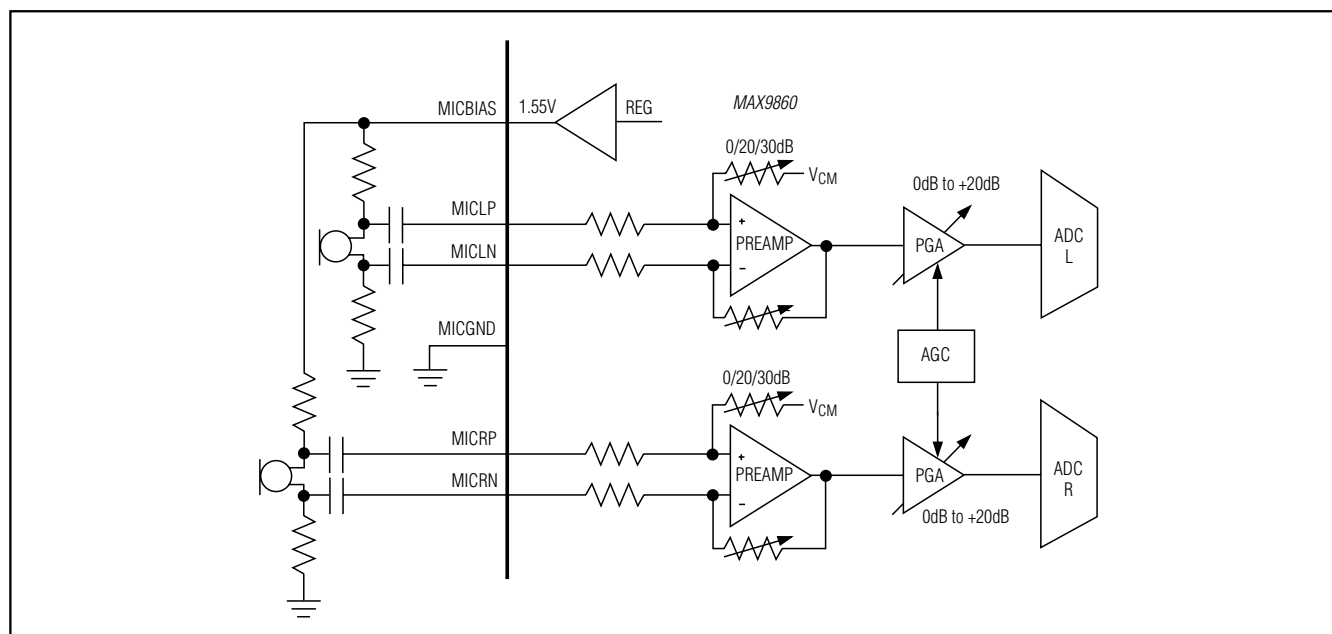 MICBIAS
1.55V
REG
MAX9860
0/20/30dB
VCM
0dB to +20dB
MICLP
+
PREAMP
PGA
ADC
L
MICLN
−
MICGND
AGC
0/20/30dB
VCM
MICRP
+
PREAMP
PGA
ADC
R
MICRN
−
0dB to +20dB